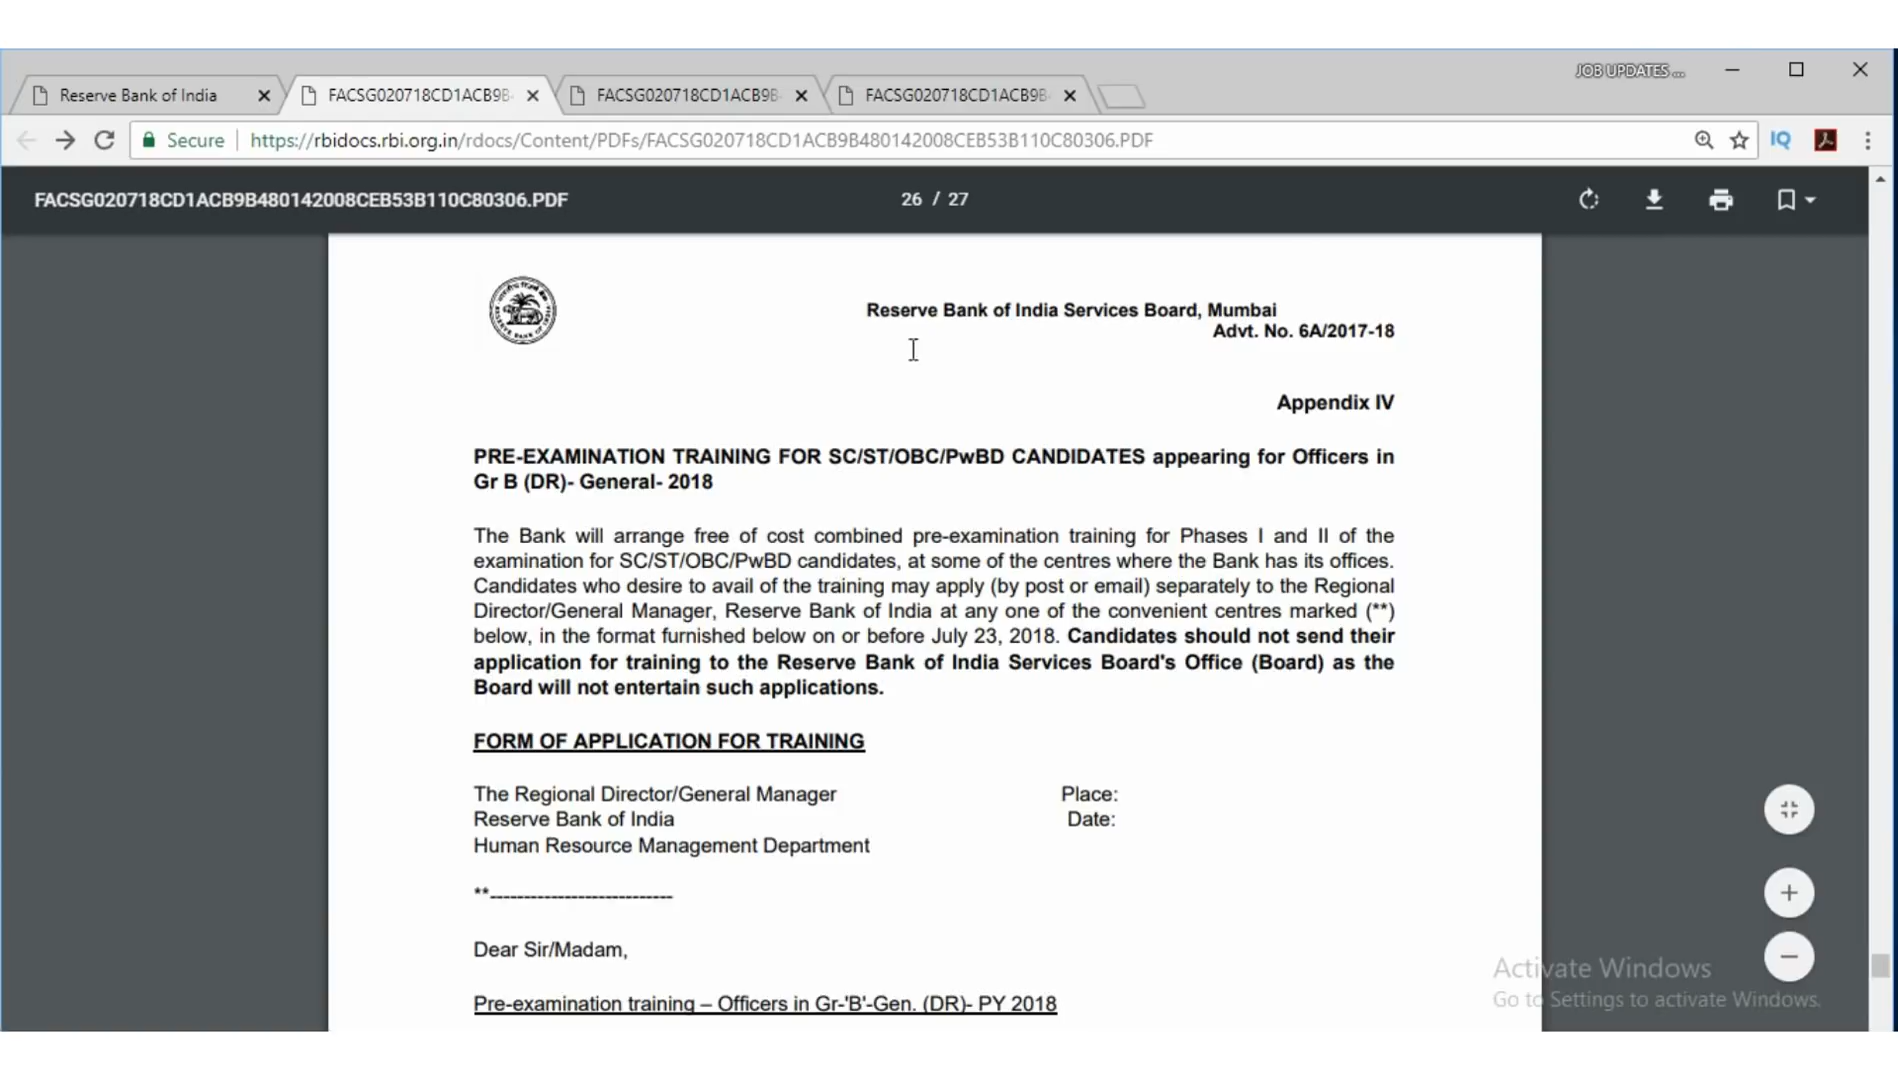 JOB UPDATES ...
Reserve Bank of India
FACSG020718CD1ACB9B
FACSG020718CD1ACB9B
FACSG020718CD1ACB9B
Secure
https://rbidocs.rbi.org.in/rdocs/Content/PDFs/FACSG020718CD1ACB9B480142008CEB53B110C80306.PDF
IQ
FACSG020718CD1ACB9B480142008CEB53B110C80306.PDF
26 / 27
Reserve Bank of India Services Board, Mumbai
Advt. No. 6A/2017-18
Appendix IV
PRE-EXAMINATION TRAINING FOR SC/ST/OBC/PwBD CANDIDATES appearing for Officers in
Gr B (DR)- General- 2018
The Bank will arrange free of cost combined pre-examination training for Phases I and II of the
examination for SC/ST/OBC/PwBD candidates, at some of the centres where the Bank has its offices.
Candidates who desire to avail of the training may apply (by post or email) separately to the Regional
Director/General Manager, Reserve Bank of India at any one of the convenient centres marked (**)
below, in the format furnished below on or before July 23, 2018. Candidates should not send their
application for training to the Reserve Bank of India Services Board's Office (Board) as the
Board will not entertain such applications.
FORM OF APPLICATION FOR TRAINING
The Regional Director/General Manager
Place:
Reserve Bank of India
Date:
Human Resource Management Department
**---------------------------
Dear Sir/Madam,
Pre-examination training – Officers in Gr-'B'-Gen. (DR)- PY 2018
Activate Windows
Go to Settings to activate Windows.